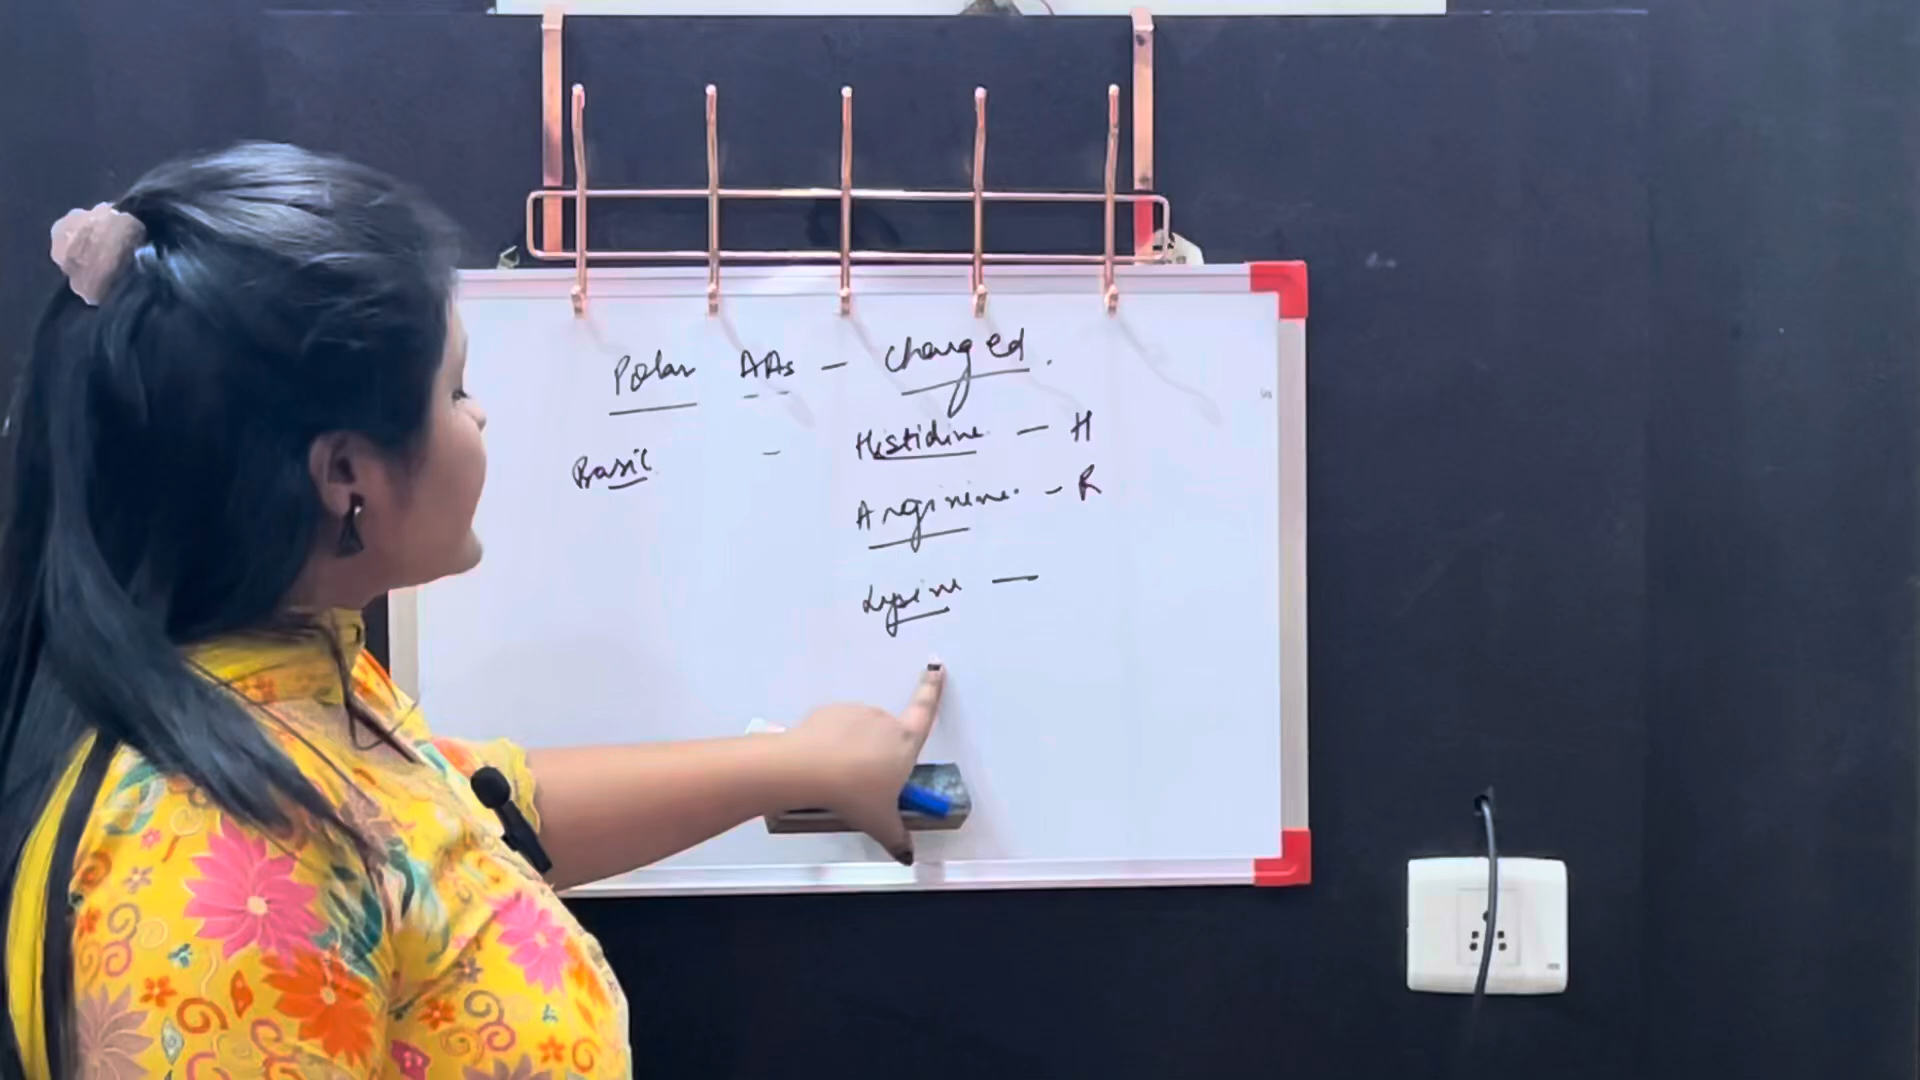 Polar AAs - Charged.
Basic - Histidine - H
Arginine - R
Lysine -